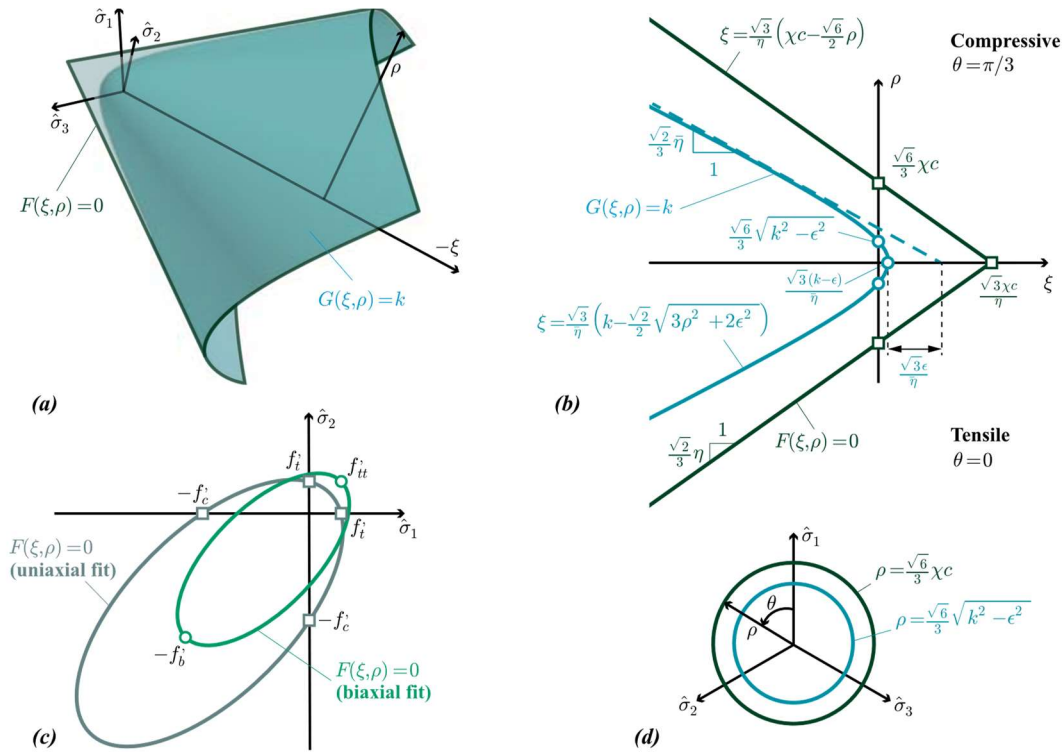 σ̂₁
σ̂₂
σ̂₃
ρ
F(ξ,ρ)=0
−ξ
G(ξ,ρ)=k
(a)
ξ=√3/η(χc−√6/2 ρ)
Compressive
θ=π/3
ρ
√2/3 η̄
1
√6/3 χc
G(ξ,ρ)=k
√6/3 √(k²−ϵ²)
√3(k−ϵ)/η̄
√3χc/η
ξ
ξ=√3/η̄(k−√2/2 √(3ρ²+2ϵ²))
√3ϵ/η̄
(b)
1
√2/3 η
F(ξ,ρ)=0
Tensile
θ=0
σ̂₂
f't
f'tt
−f'c
f't
σ̂₁
F(ξ,ρ)=0
(uniaxial fit)
−f'c
−f'b
F(ξ,ρ)=0
(biaxial fit)
(c)
σ̂₁
ρ=√6/3 χc
θ
ρ
ρ=√6/3 √(k²−ϵ²)
σ̂₂
σ̂₃
(d)